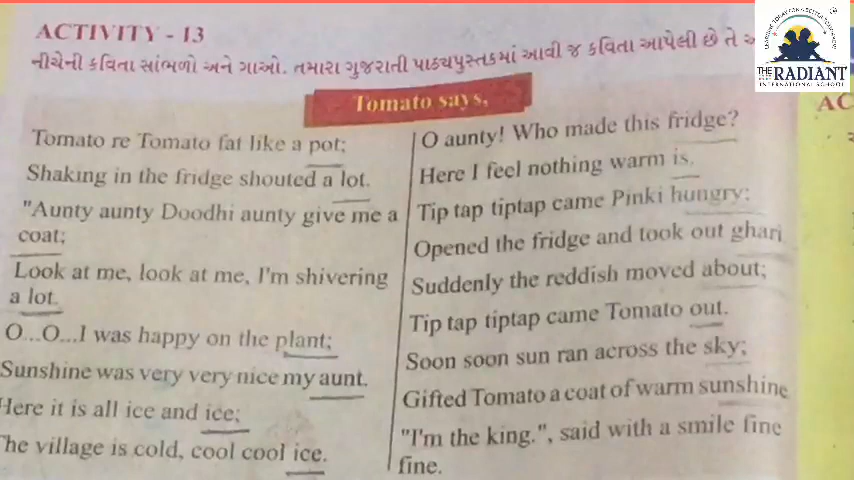 ACTIVITY - 13
નીચેની કવિતા સાંભળો અને ગાઓ. તમારા ગુજરાતી પાઠ્યપુસ્તકમાં આવી જ કવિતા આપેલી છે તે
Tomato says,
Tomato re Tomato fat like a pot;
Shaking in the fridge shouted a lot.
"Aunty aunty Doodhi aunty give me a
coat;
Look at me, look at me, I'm shivering
a lot.
O...O...I was happy on the plant;
Sunshine was very very nice my aunt.
Here it is all ice and ice;
The village is cold, cool cool ice.
O aunty! Who made this fridge?
Here I feel nothing warm is.
Tip tap tiptap came Pinki hungry;
Opened the fridge and took out ghari
Suddenly the reddish moved about;
Tip tap tiptap came Tomato out.
Soon soon sun ran across the sky;
Gifted Tomato a coat of warm sunshine
"I'm the king.", said with a smile fine
fine.
AC
THE RADIANT
INTERNATIONAL SCHOOL